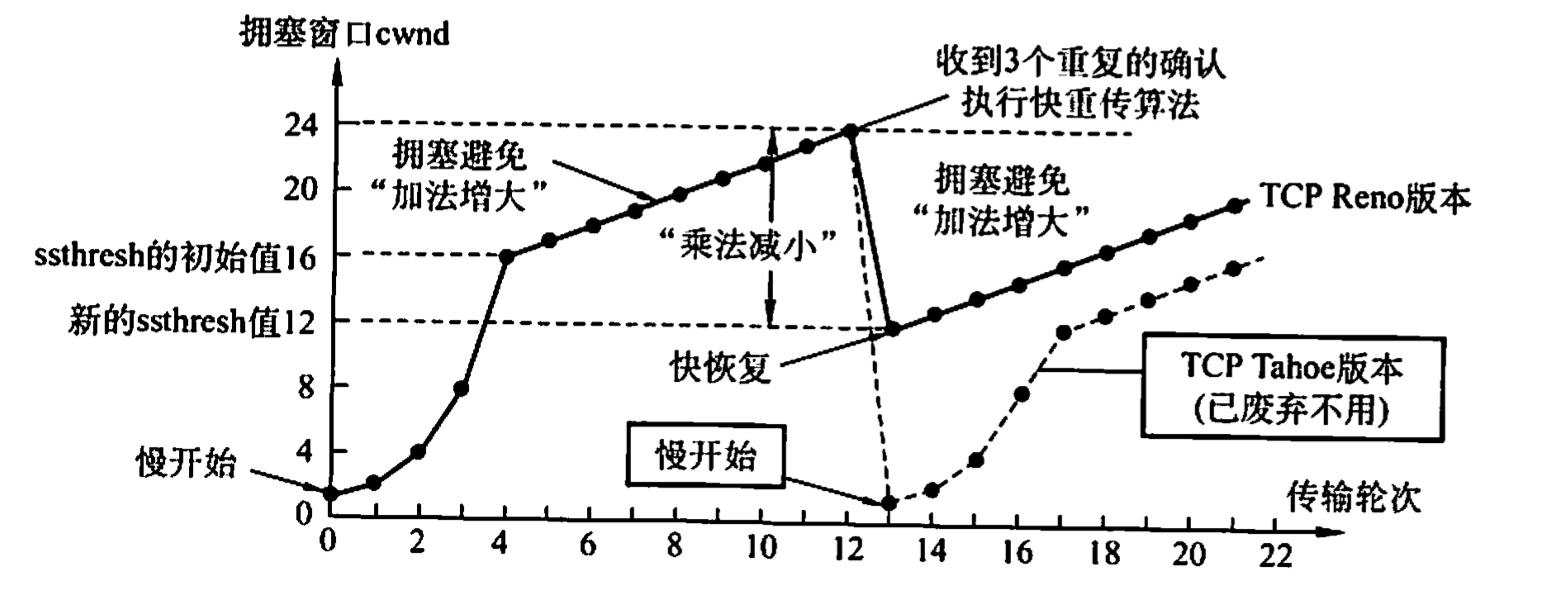 拥塞窗口cwnd
收到3个重复的确认
执行快重传算法
24
拥塞避免
“加法增大”
20
拥塞避免
“加法增大”
TCP Reno版本
“乘法减小”
ssthresh的初始值16
新的ssthresh值12
快恢复
TCP Tahoe版本
(已废弃不用)
8
4
慢开始
慢开始
传输轮次
0
0 2 4 6 8 10 12 14 16 18 20 22